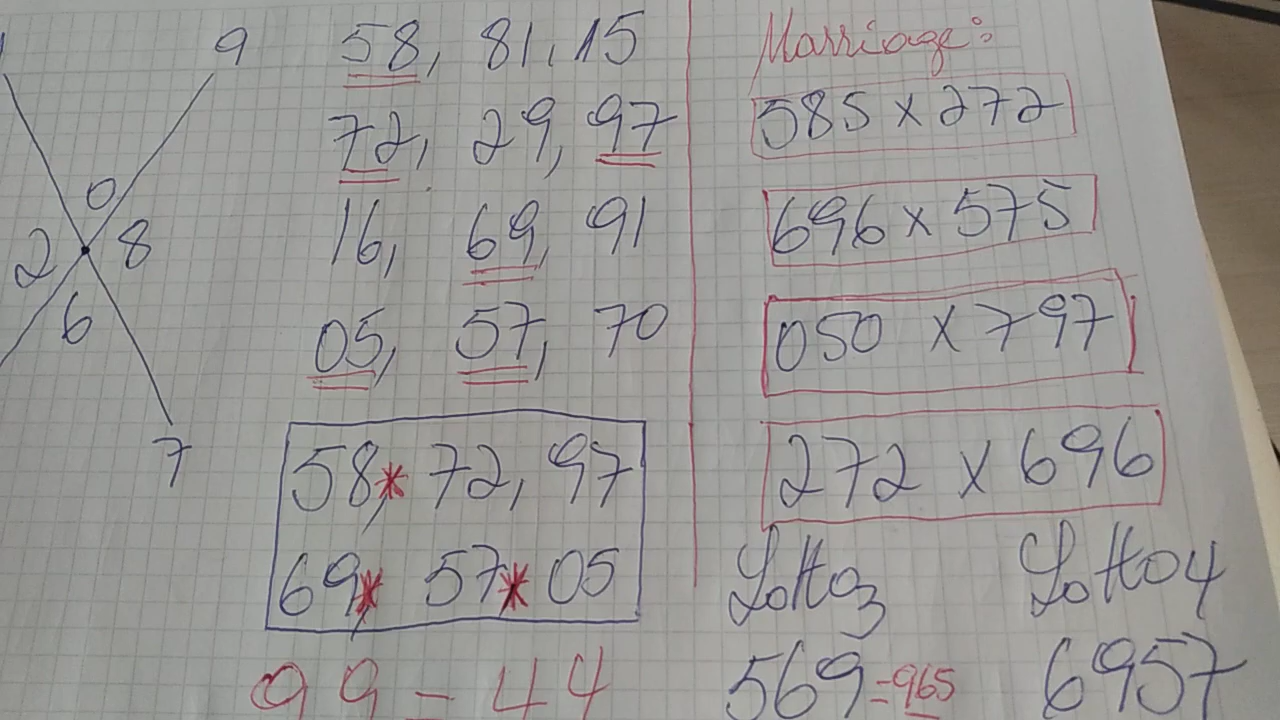 9
0
2 8
6
7
58, 81, 15
72, 29, 97
16, 69, 91
05, 57, 70
58,* 72, 97
69,* 57* 05
99 - 44
Marriage:
585 x 272
696 x 575
050 x 797
272 x 696
Lotto3 Lotto4
569=965 6957